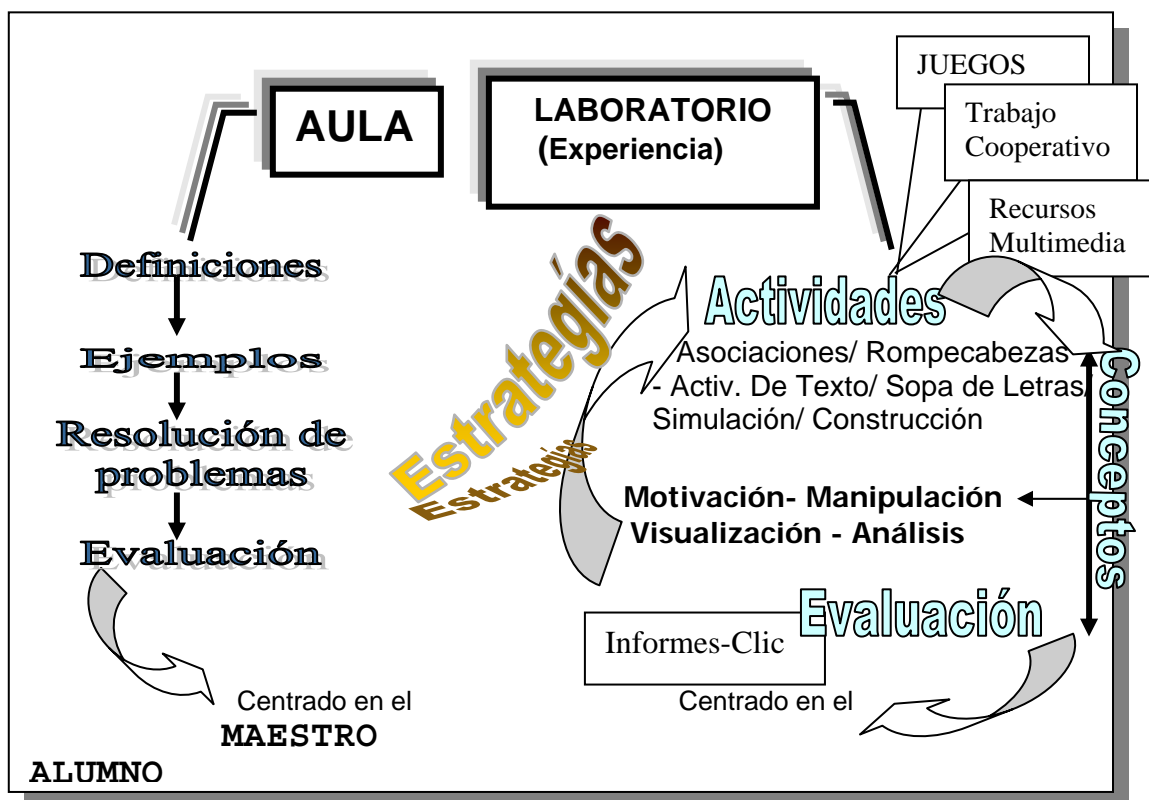 JUEGOS
Trabajo
Cooperativo
Recursos
Multimedia
AULA
LABORATORIO
(Experiencia)
Definiciones
Ejemplos
Resolución de
problemas
Evaluación
Centrado en el
MAESTRO
ALUMNO
Estrategías
Estrategías
Actividades
Asociaciones/ Rompecabezas
- Activ. De Texto/ Sopa de Letras/
Simulación/ Construcción
Motivación- Manipulación
Visualización - Análisis
Conceptos
Evaluación
Informes-Clic
Centrado en el